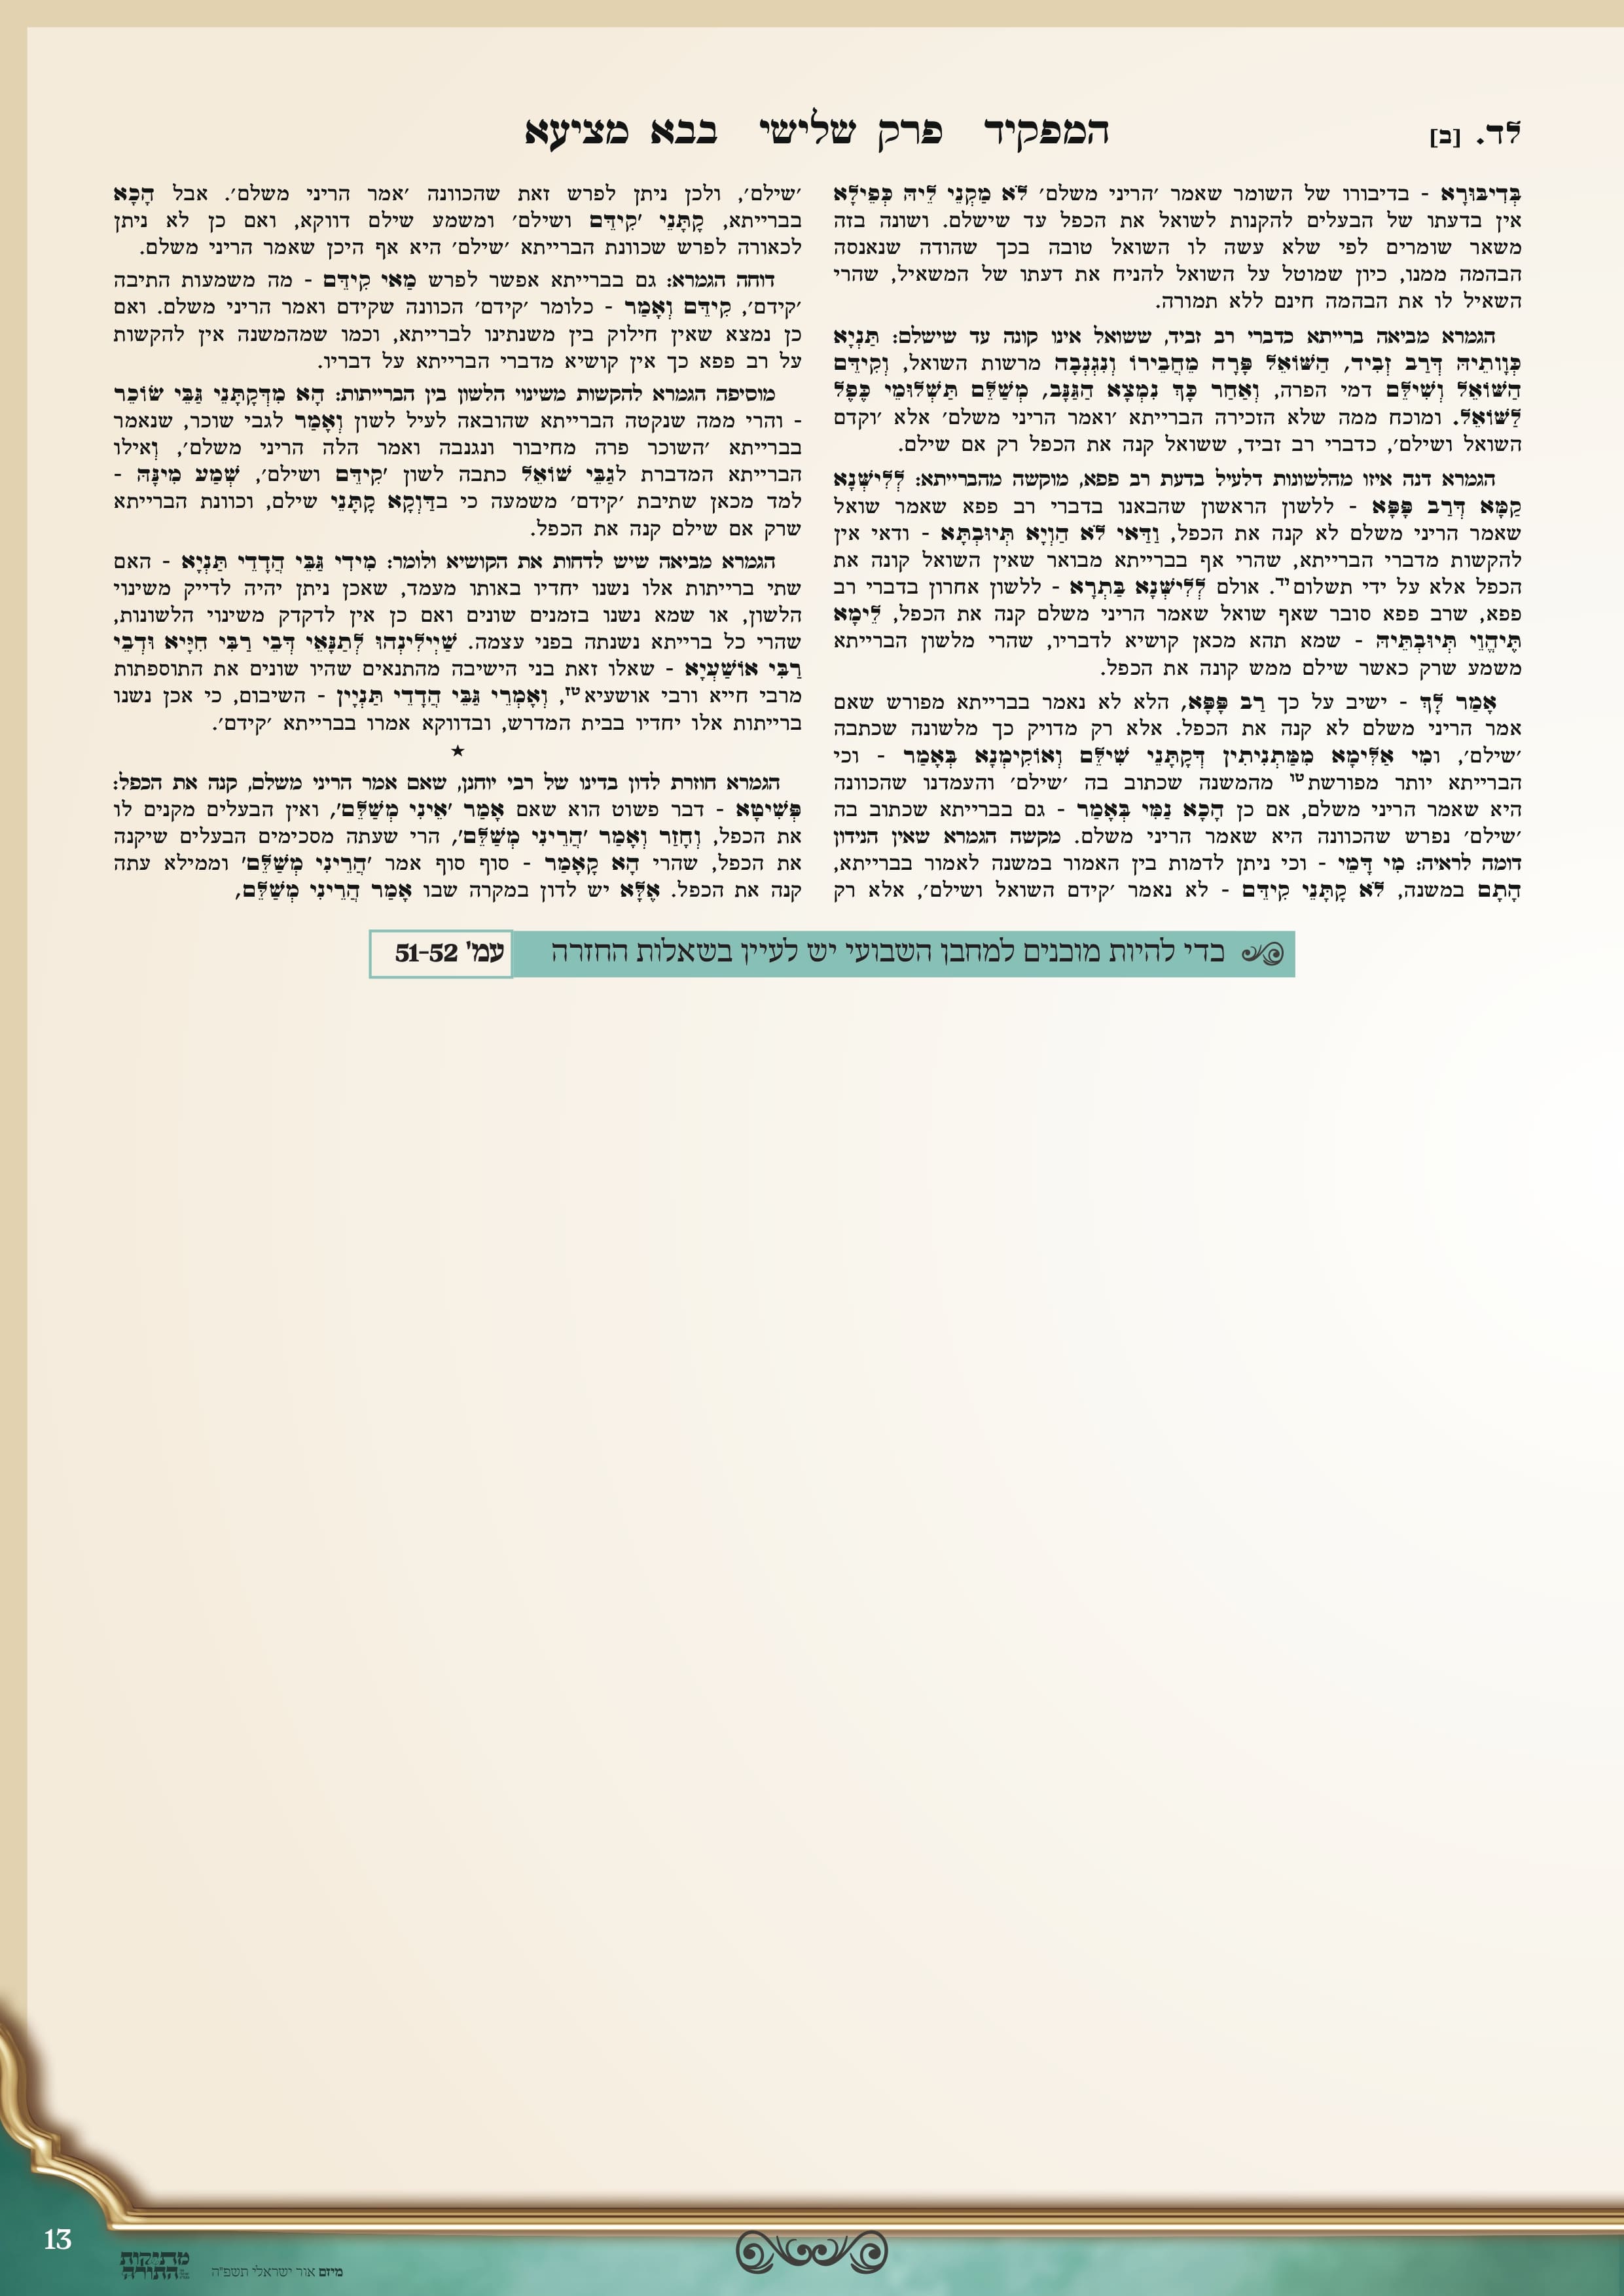 לד. [ב]
המפקיד פרק שלישי בבא מציעא
בְּדִיבּוּרָא - בדיבורו של השומר שאמר ׳הריני משלם׳ לֹא מַקְנֵי לֵיהּ כְּפֵילָא
אין בדעתו של הבעלים להקנות לשואל את הכפל עד שישלם. ושונה בזה
משאר שומרים לפי שלא עשה לו השואל טובה בכך שהודה שנאנסה
הבהמה ממנו, כיון שמוטל על השואל להניח את דעתו של המשאיל, שהרי
השאיל לו את הבהמה חינם ללא תמורה.
הגמרא מביאה ברייתא כדברי רב זביד, ששואל אינו קונה עד שישלם: תַּנְיָא
כְּוָותֵיהּ דְּרַב זְבִיד, הַשּׁוֹאֵל פָּרָה מֵחֲבֵירוֹ וְנִגְנְבָה מרשות השואל, וְקִידֵּם
הַשּׁוֹאֵל וְשִׁילֵּם דמי הפרה, וְאַחַר כָּךְ נִמְצָא הַגַּנָּב, מְשַׁלֵּם תַּשְׁלוּמֵי כֶפֶל
לַשּׁוֹאֵל. ומוכח ממה שלא הזכירה הברייתא ׳ואמר הריני משלם׳ אלא ׳וקדם
השואל ושילם׳, כדברי רב זביד, ששואל קנה את הכפל רק אם שילם.
הגמרא דנה איזו מהלשונות דלעיל בדעת רב פפא, מוקשה מהברייתא: לְלִישָּׁנָא
קַמָּא דְּרַב פָּפָּא - ללשון הראשון שהבאנו בדברי רב פפא שאמר שואל
שאמר הריני משלם לא קנה את הכפל, וַדַּאי לֹא הַוְיָא תְּיוּבְתָּא - ודאי אין
להקשות מדברי הברייתא, שהרי אף בברייתא מבואר שאין השואל קונה את
הכפל אלא על ידי תשלוםיד. אולם לְלִישָּׁנָא בַּתְרָא - ללשון אחרון בדברי רב
פפא, שרב פפא סובר שאף שואל שאמר הריני משלם קנה את הכפל, לֵימָא
תֶּיהֱוֵי תְּיוּבְתֵּיהּ - שמא תהא מכאן קושיא לדבריו, שהרי מלשון הברייתא
משמע שרק כאשר שילם ממש קונה את הכפל.
אָמַר לָךְ - ישיב על כך רַב פָּפָּא, הלא לא נאמר בברייתא מפורש שאם
אמר הריני משלם לא קנה את הכפל. אלא רק מדויק כך מלשונה שכתבה
׳שילם׳, ומִי אַלִּימָא מִמַּתְנִיתִין דְּקָתָּנֵי שִׁילֵּם וְאוֹקִימְנָא בְּאָמַר - וכי
הברייתא יותר מפורשתטו מהמשנה שכתוב בה ׳שילם׳ והעמדנו שהכוונה
היא שאמר הריני משלם, אם כן הָכָא נַמִּי בְּאָמַר - גם בברייתא שכתוב בה
׳שילם׳ נפרש שהכוונה היא שאמר הריני משלם. מקשה הגמרא שאין הנידון
דומה לראיה: מִי דָּמֵי - וכי ניתן לדמות בין האמור במשנה לאמור בברייתא,
הָתָם במשנה, לֹא קָתָּנֵי קִידֵּם - לא נאמר ׳קידם השואל ושילם׳, אלא רק
׳שילם׳, ולכן ניתן לפרש זאת שהכוונה ׳אמר הריני משלם׳. אבל הָכָא
בברייתא, קָתָּנֵי ׳קִידֵּם ושילם׳ ומשמע שילם דווקא, ואם כן לא ניתן
לכאורה לפרש שכוונת הברייתא ׳שילם׳ היא אף היכן שאמר הריני משלם.
דוחה הגמרא: גם בברייתא אפשר לפרש מַאי קִידֵּם - מה משמעות התיבה
׳קידם׳, קִידֵּם וְאָמַר - כלומר ׳קידם׳ הכוונה שקידם ואמר הריני משלם. ואם
כן נמצא שאין חילוק בין משנתינו לברייתא, וכמו שמהמשנה אין להקשות
על רב פפא כך אין קושיא מדברי הברייתא על דבריו.
מוסיפה הגמרא להקשות משינוי הלשון בין הברייתות: הָא מִדְּקָתָּנֵי גַּבֵּי שׂוֹכֵר
- והרי ממה שנקטה הברייתא שהובאה לעיל לשון וְאָמַר לגבי שוכר, שנאמר
בברייתא ׳השוכר פרה מחיבור ונגנבה ואמר הלה הריני משלם׳, וְאילו
הברייתא המדברת לגַבֵּי שׁוֹאֵל כתבה לשון ׳קִידֵּם ושילם׳, שְׁמַע מִינָּהּ -
למד מכאן שתיבת ׳קידם׳ משמעה כי בדַּוְקָא קָתָּנֵי שילם, וכוונת הברייתא
שרק אם שילם קנה את הכפל.
הגמרא מביאה שיש לדחות את הקושיא ולומר: מִידֵי גַּבֵּי הֲדָדֵי תַּנְיָא - האם
שתי ברייתות אלו נשנו יחדיו באותו מעמד, שאכן ניתן יהיה לדייק משינוי
הלשון, או שמא נשנו בזמנים שונים ואם כן אין לדקדק משינוי הלשונות,
שהרי כל ברייתא נשנתה בפני עצמה. שַׁיְילִינְהוּ לְתַנָּאֵי דְּבֵי רַבִּי חִיָּיא וּדְבֵי
רַבִּי אוֹשַׁעְיָא - שאלו זאת בני הישיבה מהתנאים שהיו שונים את התוספתות
מרבי חייא ורבי אושעיאטז, וְאָמְרֵי גַּבֵּי הֲדָדֵי תַּנְיִין - השיבום, כי אכן נשנו
ברייתות אלו יחדיו בבית המדרש, ובדווקא אמרו בברייתא ׳קידם׳.
★
הגמרא חוזרת לדון בדינו של רבי יוחנן, שאם אמר הריני משלם, קנה את הכפל:
פְּשִׁיטָא - דבר פשוט הוא שאם אָמַר ׳אֵינִי מְשַׁלֵּם׳, ואין הבעלים מקנים לו
את הכפל, וְחָזַר וְאָמַר ׳הֲרֵינִי מְשַׁלֵּם׳, הרי שעתה מסכימים הבעלים שיקנה
את הכפל, שהרי הָא קָאָמַר - סוף סוף אמר ׳הֲרֵינִי מְשַׁלֵּם׳ וממילא עתה
קנה את הכפל. אֶלָּא יש לדון במקרה שבו אָמַר הֲרֵינִי מְשַׁלֵּם,
כדי להיות מוכנים למחבן השבועי יש לעיין בשאלות החזרה
עמ' 51-52
13
מתיקות
התורה
מיזם אור ישראלי תשפ״ה